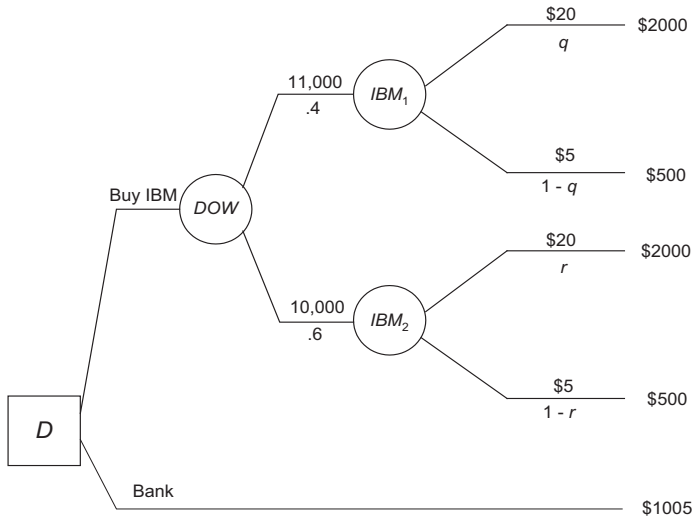 $20
q
$2000
11,000
.4
IBM₁
$5
1 - q
$500
Buy IBM
DOW
$20
r
$2000
10,000
.6
IBM₂
$5
1 - r
$500
D
Bank
$1005